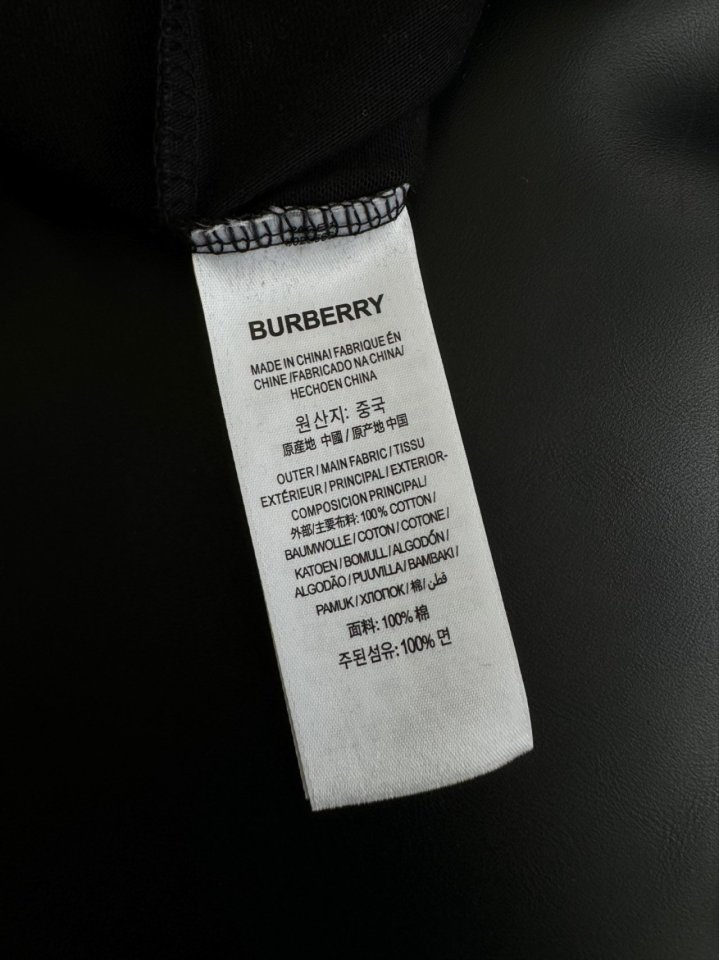 BURBERRY
MADE IN CHINAI FABRIQUE ÉN
CHINE /FABRICADO NA CHINA/
HECHOEN CHINA
원산지: 중국
原産地 中國 / 原产地 中国
OUTER / MAIN FABRIC / TISSU
EXTÉRIEUR / PRINCIPAL / EXTERIOR-
COMPOSICION PRINCIPAL/
外部/主要布料: 100% COTTON /
BAUMWOLLE / COTON / COTONE /
KATOEN / BOMULL / ALGODÓN /
ALGODÃO / PUUVILLA / BAMBAKI /
PAMUK / ХЛОПОК / 棉/ قطن/
面料: 100% 棉
주된섬유: 100% 면